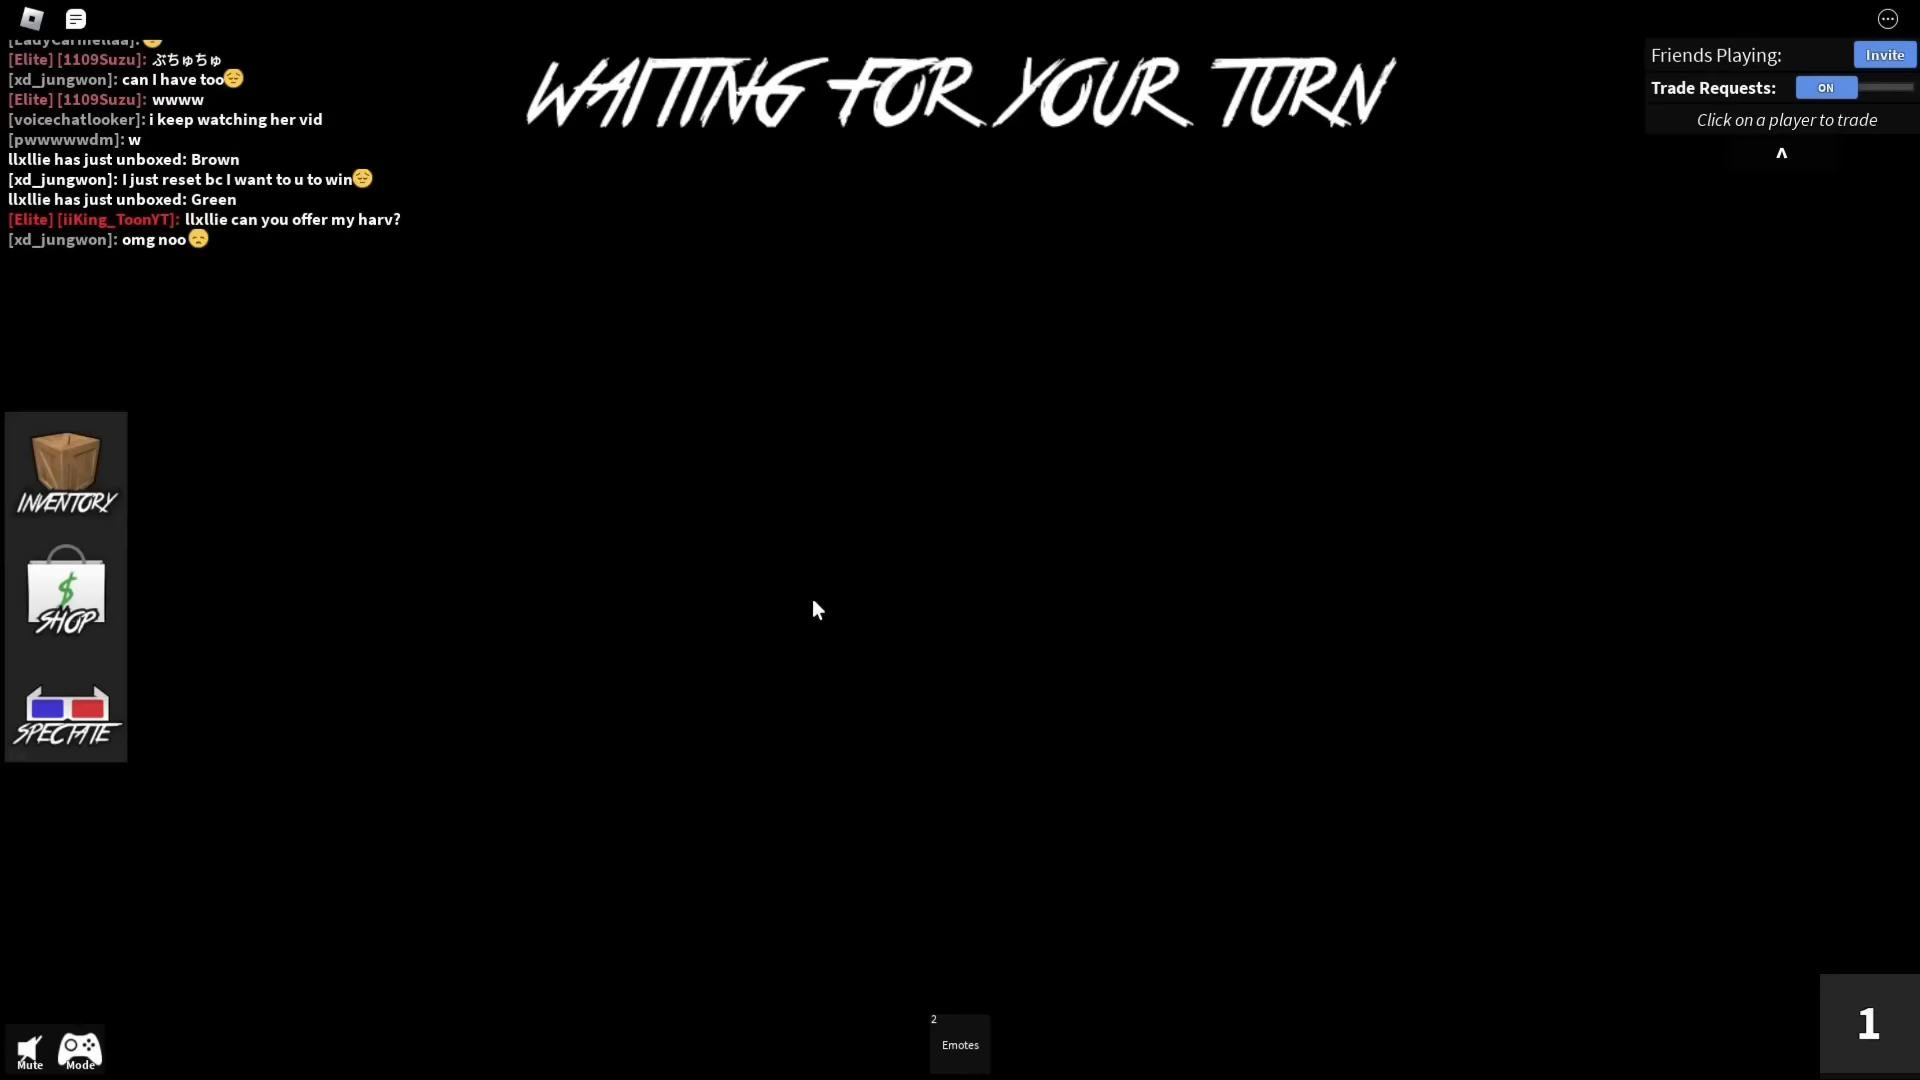 [LadyCarmellaa]: 😔
[Elite] [1109Suzu]: ぶちゅちゅ
[xd_jungwon]: can I have too😔
[Elite] [1109Suzu]: wwww
[voicechatlooker]: i keep watching her vid
[pwwwwwdm]: w
llxllie has just unboxed: Brown
[xd_jungwon]: I just reset bc I want to u to win😔
llxllie has just unboxed: Green
[Elite] [iiKing_ToonYT]: llxllie can you offer my harv?
[xd_jungwon]: omg noo😞
WAITING FOR YOUR TURN
Friends Playing:
Invite
Trade Requests:
ON
Click on a player to trade
^
INVENTORY
$
SHOP
SPECTATE
Mute
Mode
2
Emotes
1